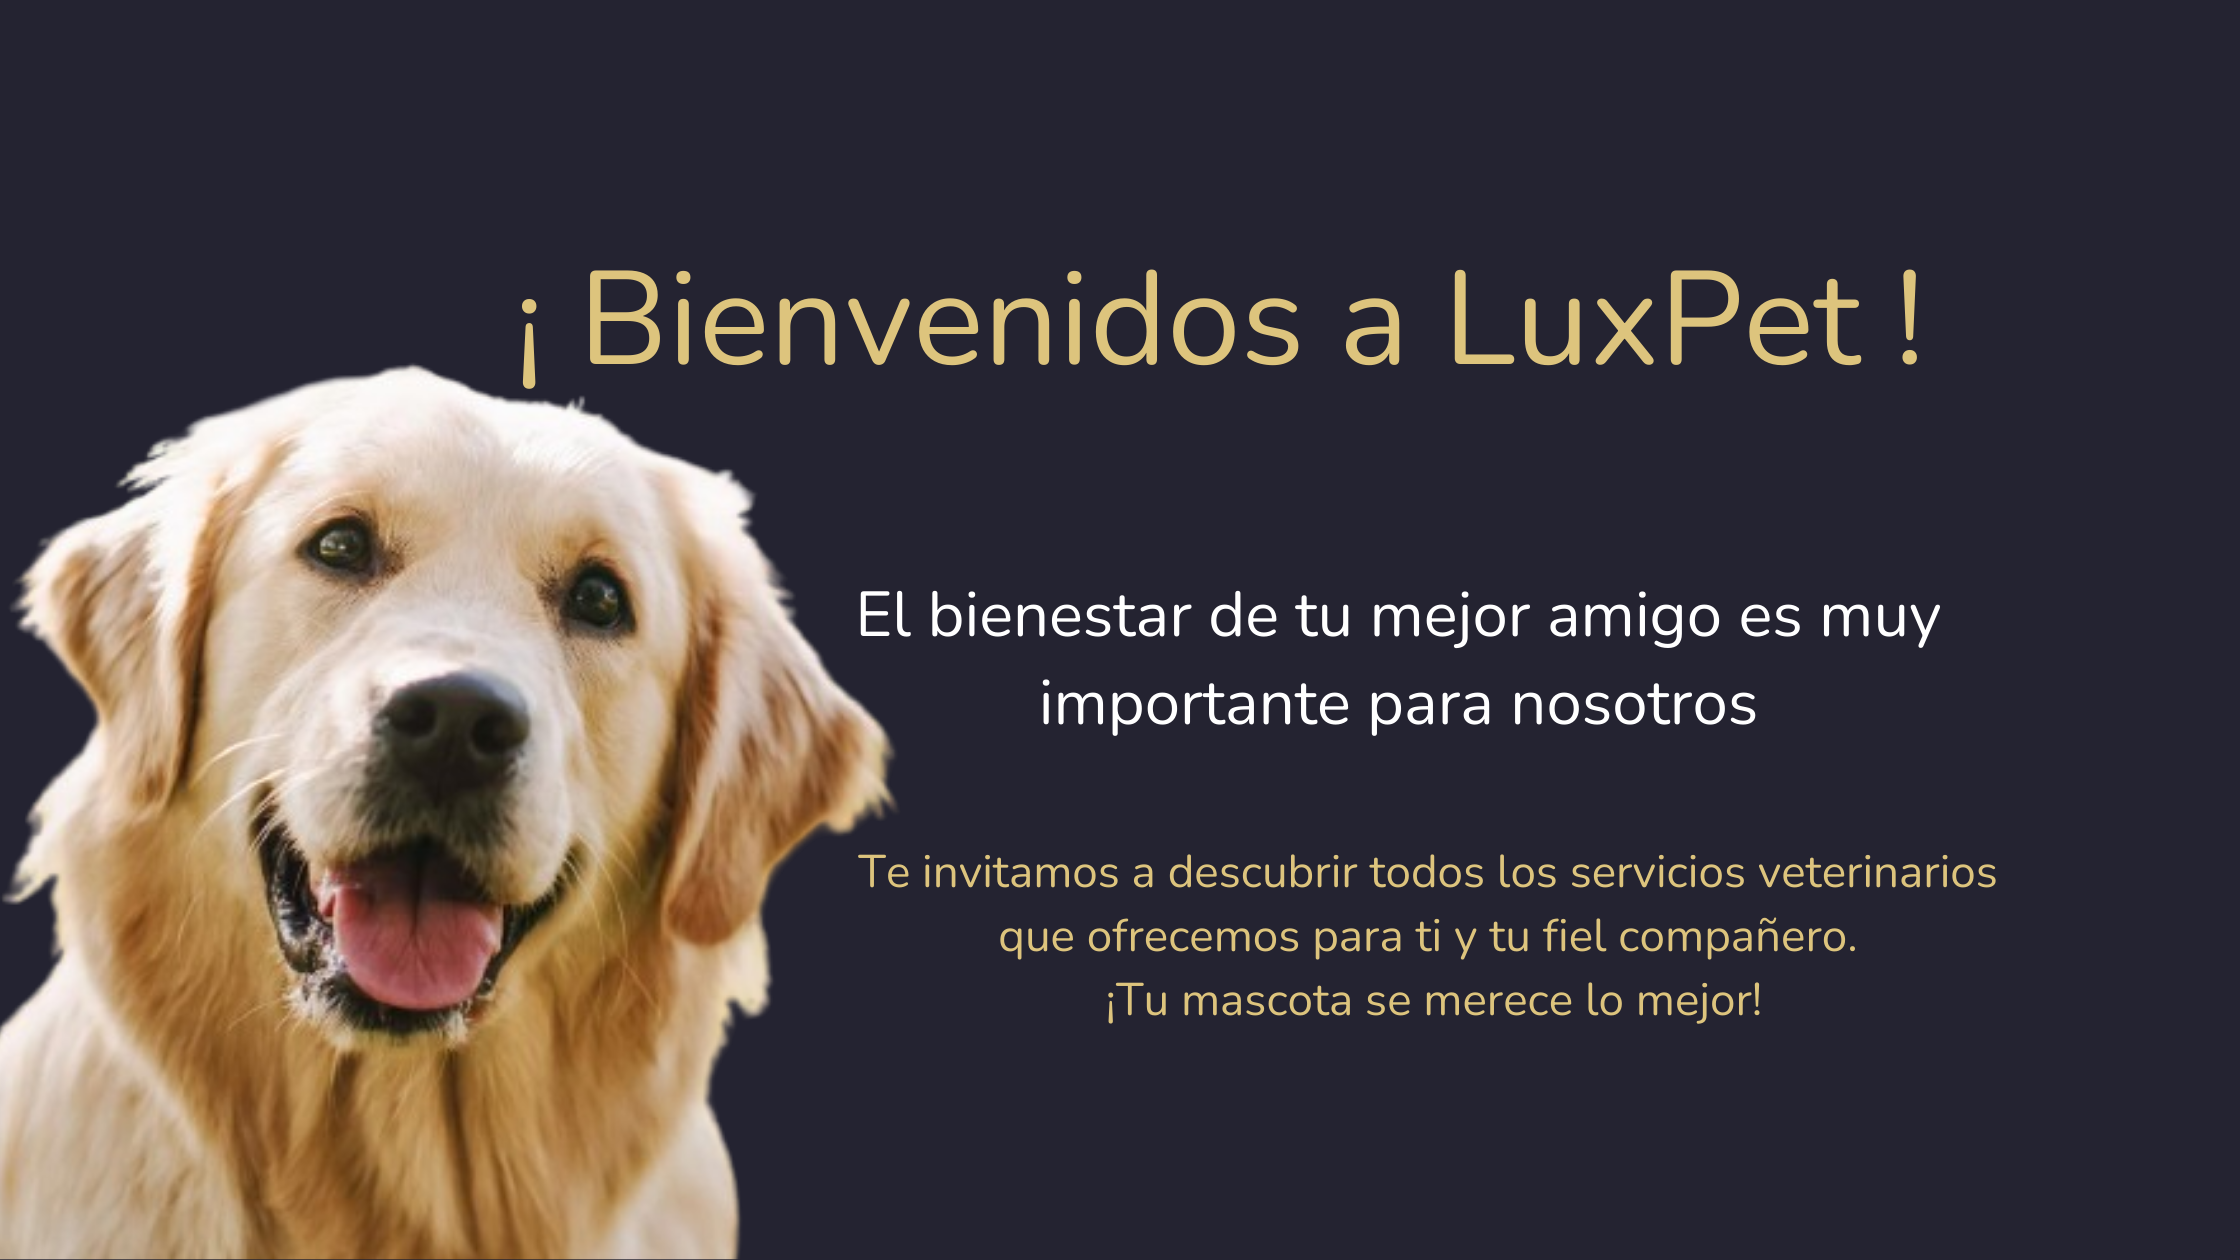 ¡ Bienvenidos a LuxPet !
El bienestar de tu mejor amigo es muy
importante para nosotros
Te invitamos a descubrir todos los servicios veterinarios
que ofrecemos para ti y tu fiel compañero.
¡Tu mascota se merece lo mejor!